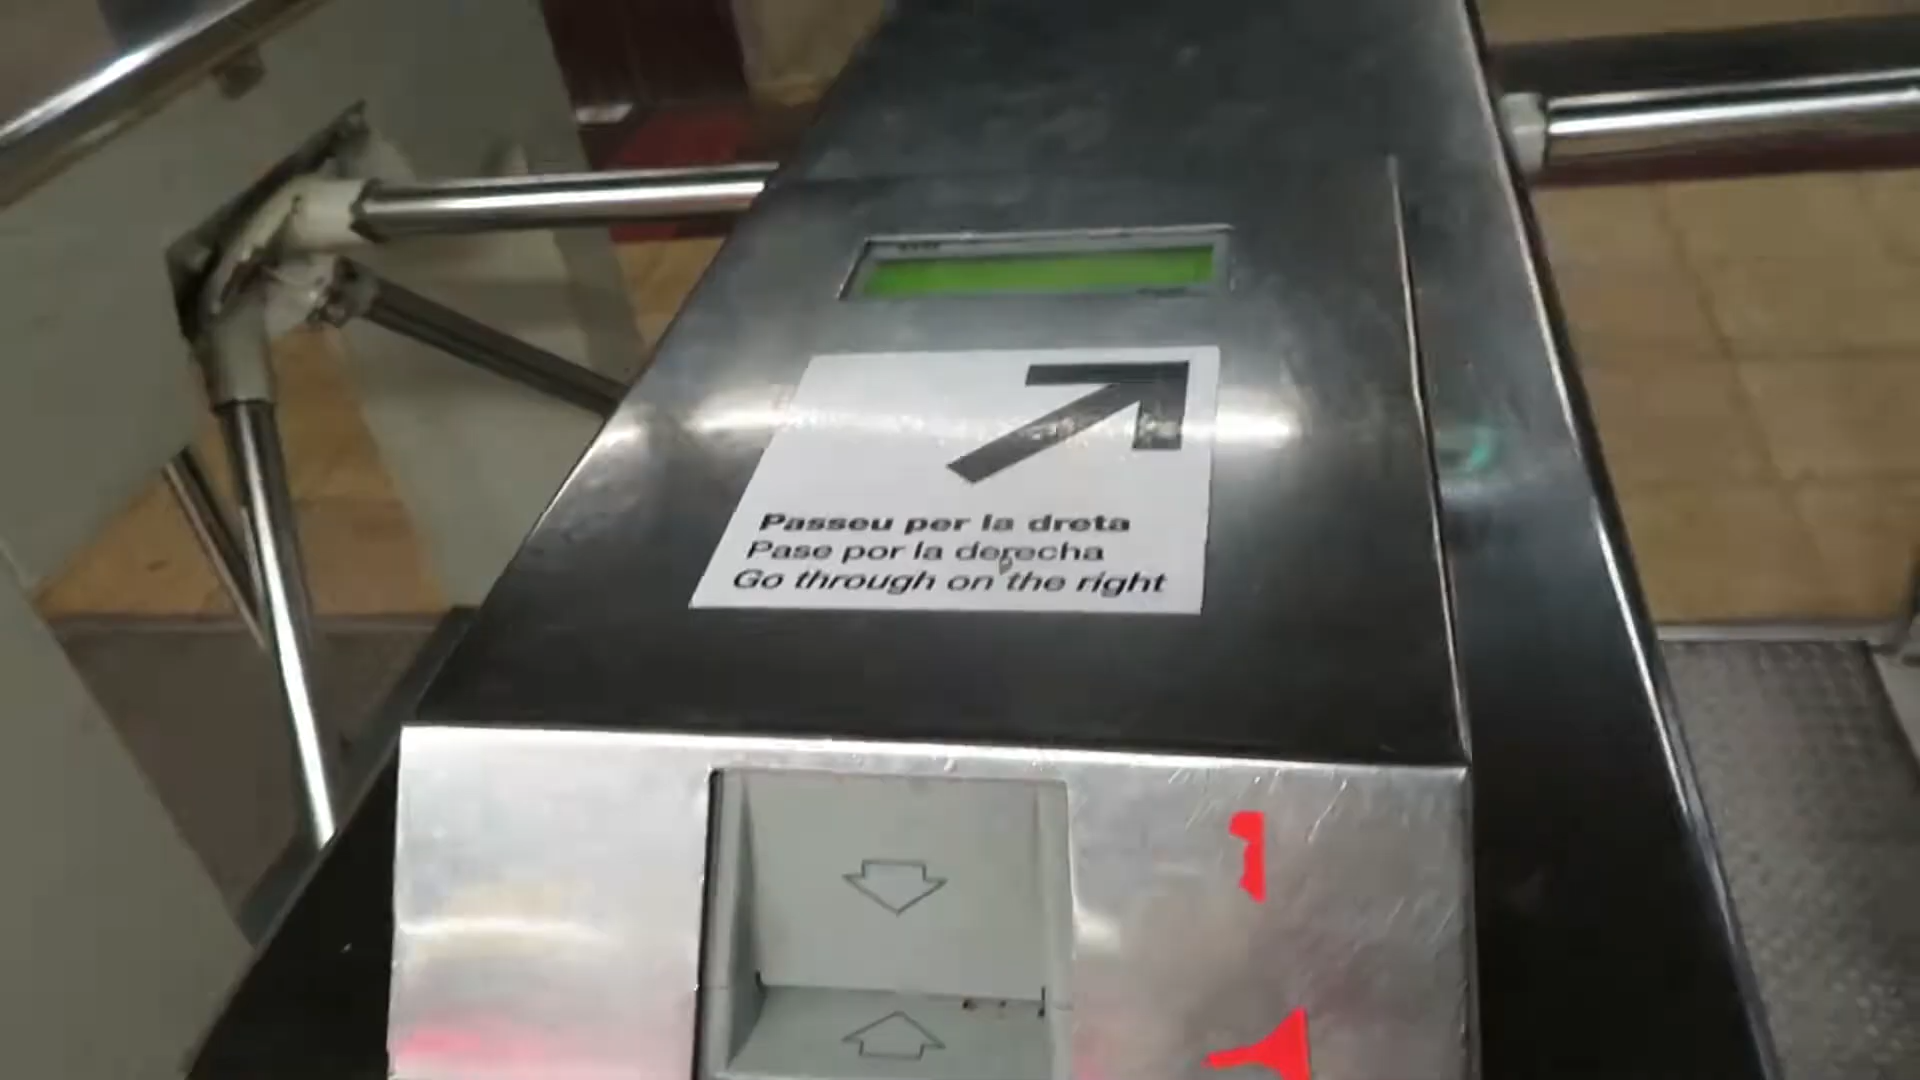 Passeu per la dreta
Pase por la derecha
Go through on the right